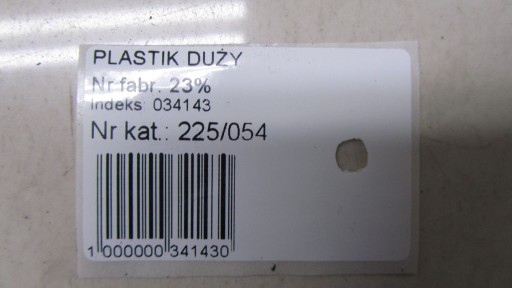 PLASTIK DUŻY
Nr fabr. 23%
Indeks: 034143
Nr kat.: 225/054
1 000000 341430